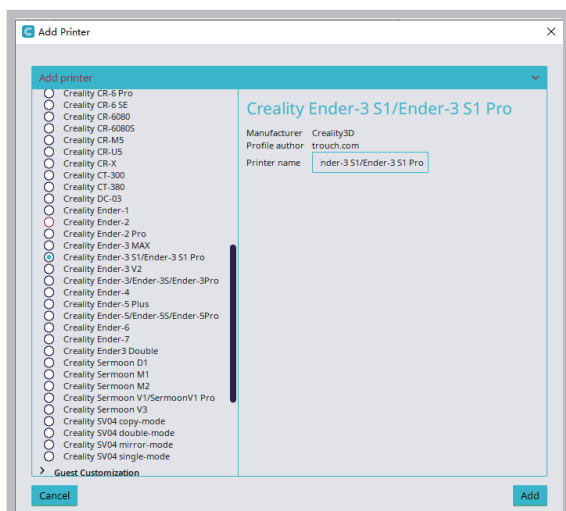 Add Printer
Add printer
Creality CR-6 Pro
Creality CR-6 SE
Creality CR-6080
Creality CR-6080S
Creality CR-M5
Creality CR-U5
Creality CR-X
Creality CT-300
Creality CT-380
Creality DC-03
Creality Ender-1
Creality Ender-2
Creality Ender-2 Pro
Creality Ender-3 MAX
Creality Ender-3 S1/Ender-3 S1 Pro
Creality Ender-3 V2
Creality Ender-3/Ender-3S/Ender-3Pro
Creality Ender-4
Creality Ender-5 Plus
Creality Ender-5/Ender-5S/Ender-5Pro
Creality Ender-6
Creality Ender-7
Creality Ender3 Double
Creality Sermoon D1
Creality Sermoon M1
Creality Sermoon M2
Creality Sermoon V1/SermoonV1 Pro
Creality Sermoon V3
Creality SV04 copy-mode
Creality SV04 double-mode
Creality SV04 mirror-mode
Creality SV04 single-mode
Guest Customization
Creality Ender-3 S1/Ender-3 S1 Pro
Manufacturer Creality3D
Profile author trouch.com
Printer name nder-3 S1/Ender-3 S1 Pro
Cancel
Add